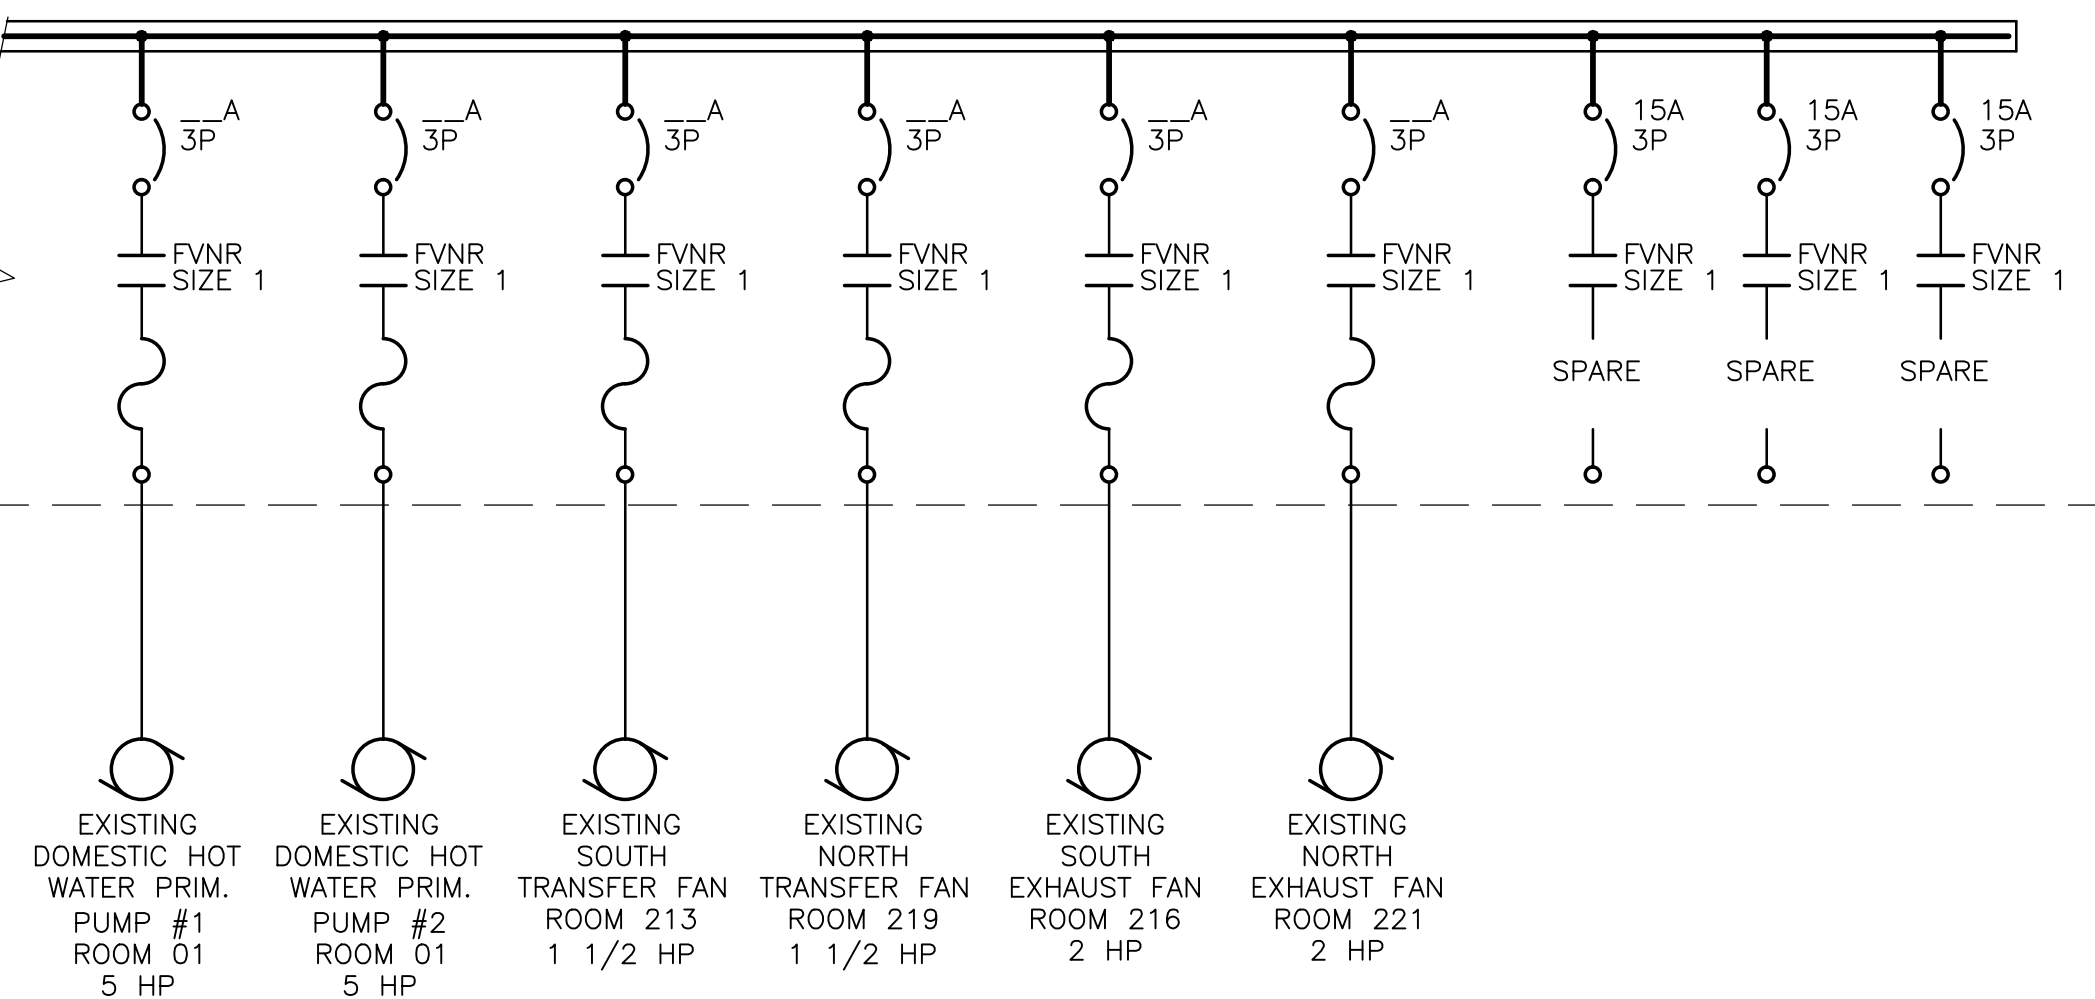 __A
3P
FVNR
SIZE 1
EXISTING
DOMESTIC HOT
WATER PRIM.
PUMP #1
ROOM 01
5 HP
__A
3P
FVNR
SIZE 1
EXISTING
DOMESTIC HOT
WATER PRIM.
PUMP #2
ROOM 01
5 HP
__A
3P
FVNR
SIZE 1
EXISTING
SOUTH
TRANSFER FAN
ROOM 213
1 1/2 HP
__A
3P
FVNR
SIZE 1
EXISTING
NORTH
TRANSFER FAN
ROOM 219
1 1/2 HP
__A
3P
FVNR
SIZE 1
EXISTING
SOUTH
EXHAUST FAN
ROOM 216
2 HP
__A
3P
FVNR
SIZE 1
EXISTING
NORTH
EXHAUST FAN
ROOM 221
2 HP
15A
3P
FVNR
SIZE 1
SPARE
15A
3P
FVNR
SIZE 1
SPARE
15A
3P
FVNR
SIZE 1
SPARE